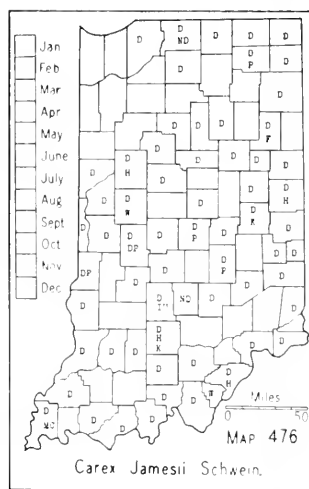 Jan
Feb
Mar
Apr
May
June
July
Aug
Sept
Oct
Nov
Dec
D D D D D D
ND
D D D
P
D
D D D D
F
D D D D D
H
D D D D
H
D D D D
W K
D D D D D
DP P
DP D D D
F
D D ND D D
D D D D D
H
K
D D
D D
H
D D D D D
MC
Miles
0 50
MAP 476
Carex Jamesii Schwein.